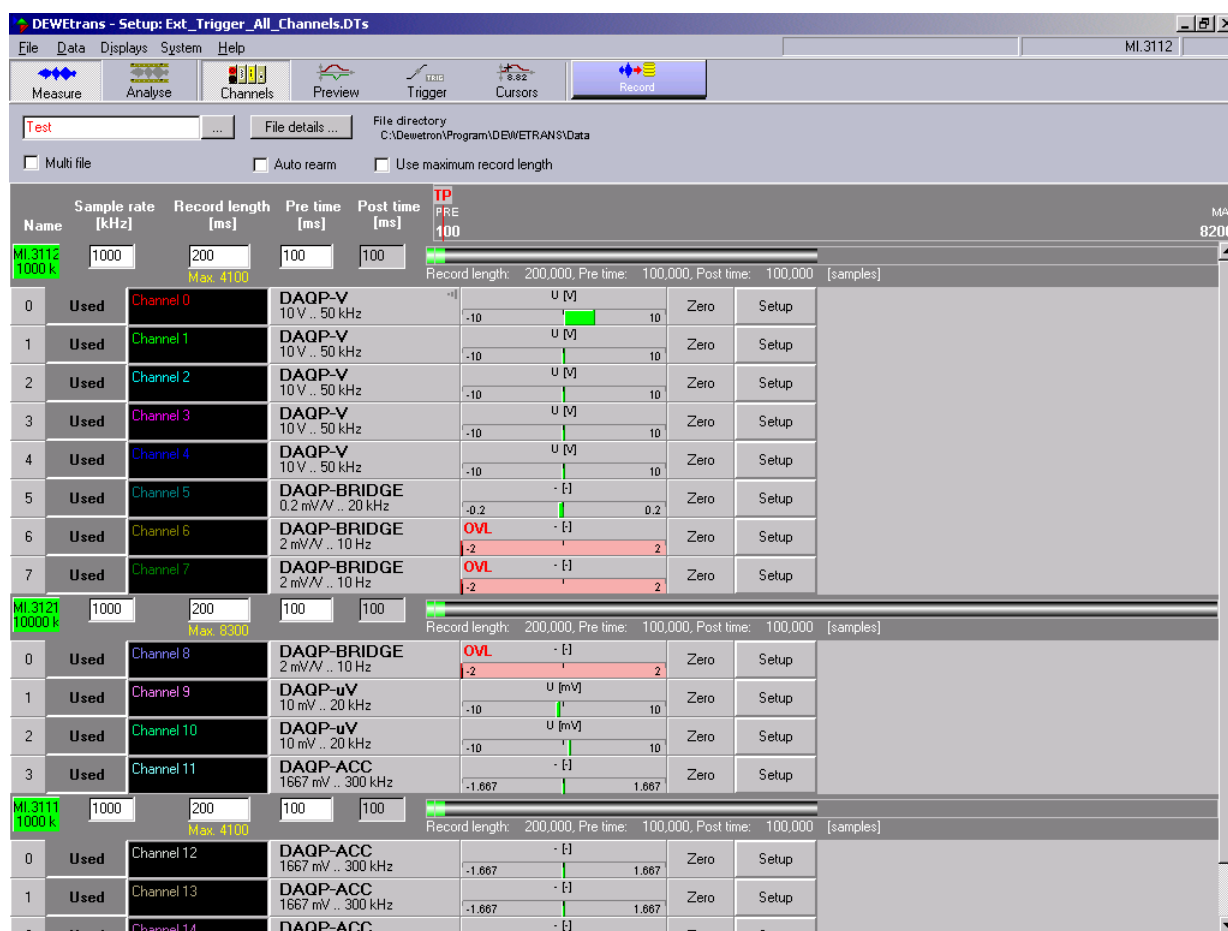 DEWEtrans - Setup: Ext_Trigger_All_Channels.DTs
File Data Displays System Help MI.3112
Measure Analyse Channels Preview Trigger Cursors Record
TRIG 8.82
Test ... File details ... File directory
C:\Dewetron\Program\DEWETRANS\Data
Multi file Auto rearm Use maximum record length
Name Sample rate [kHz] Record length [ms] Pre time [ms] Post time [ms] TP PRE 100 MA 8200
MI.3112 1000 k 1000 200 100 100
Max. 4100 Record length: 200,000, Pre time: 100,000, Post time: 100,000 [samples]
0 Used Channel 0 DAQP-V 10 V .. 50 kHz U [V] -10 10 Zero Setup
1 Used Channel 1 DAQP-V 10 V .. 50 kHz U [V] -10 10 Zero Setup
2 Used Channel 2 DAQP-V 10 V .. 50 kHz U [V] -10 10 Zero Setup
3 Used Channel 3 DAQP-V 10 V .. 50 kHz U [V] -10 10 Zero Setup
4 Used Channel 4 DAQP-V 10 V .. 50 kHz U [V] -10 10 Zero Setup
5 Used Channel 5 DAQP-BRIDGE 0.2 mV/V .. 20 kHz - [-] -0.2 0.2 Zero Setup
6 Used Channel 6 DAQP-BRIDGE 2 mV/V .. 10 Hz OVL - [-] -2 2 Zero Setup
7 Used Channel 7 DAQP-BRIDGE 2 mV/V .. 10 Hz OVL - [-] -2 2 Zero Setup
MI.3121 10000 k 1000 200 100 100
Max. 8300 Record length: 200,000, Pre time: 100,000, Post time: 100,000 [samples]
0 Used Channel 8 DAQP-BRIDGE 2 mV/V .. 10 Hz OVL - [-] -2 2 Zero Setup
1 Used Channel 9 DAQP-uV 10 mV .. 20 kHz U [mV] -10 10 Zero Setup
2 Used Channel 10 DAQP-uV 10 mV .. 20 kHz U [mV] -10 10 Zero Setup
3 Used Channel 11 DAQP-ACC 1667 mV .. 300 kHz - [-] -1.667 1.667 Zero Setup
MI.3111 1000 k 1000 200 100 100
Max. 4100 Record length: 200,000, Pre time: 100,000, Post time: 100,000 [samples]
0 Used Channel 12 DAQP-ACC 1667 mV .. 300 kHz - [-] -1.667 1.667 Zero Setup
1 Used Channel 13 DAQP-ACC 1667 mV .. 300 kHz - [-] -1.667 1.667 Zero Setup
Channel 14 DAQP-ACC - [-]